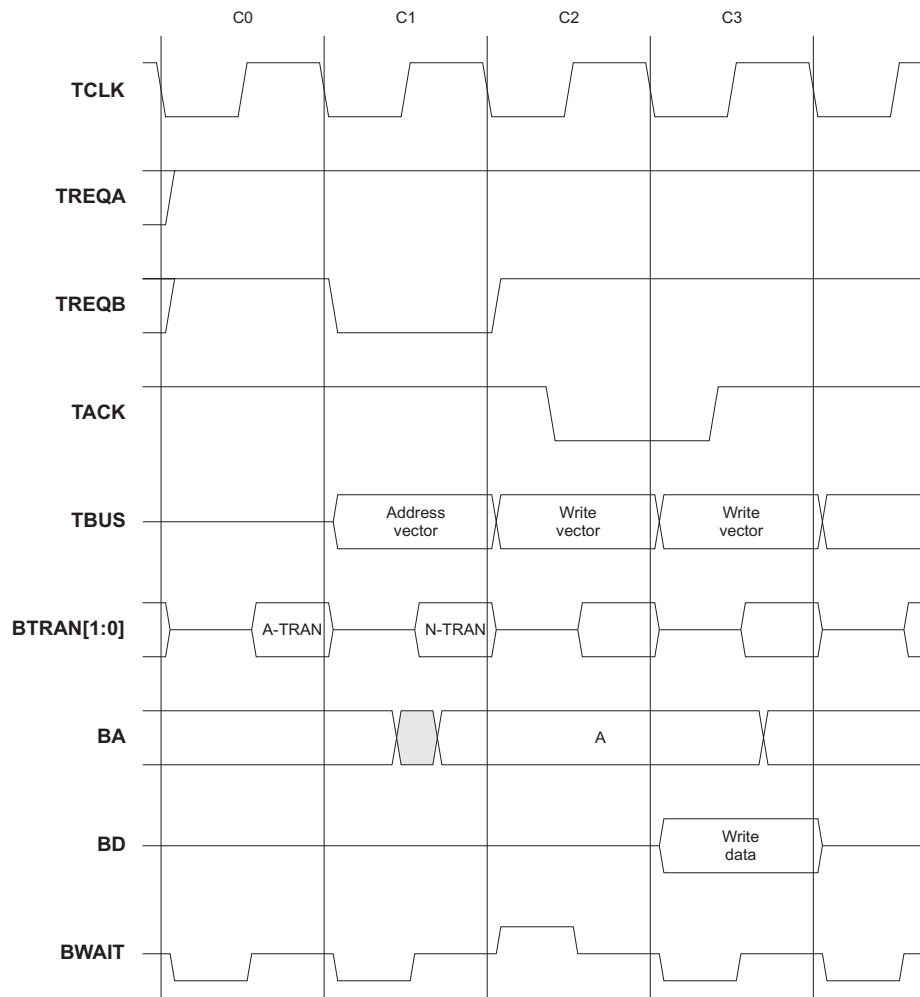 C0 C1 C2 C3
TCLK
TREQA
TREQB
TACK
TBUS
Address
vector
Write
vector
Write
vector
BTRAN[1:0]
A-TRAN
N-TRAN
BA
A
BD
Write
data
BWAIT